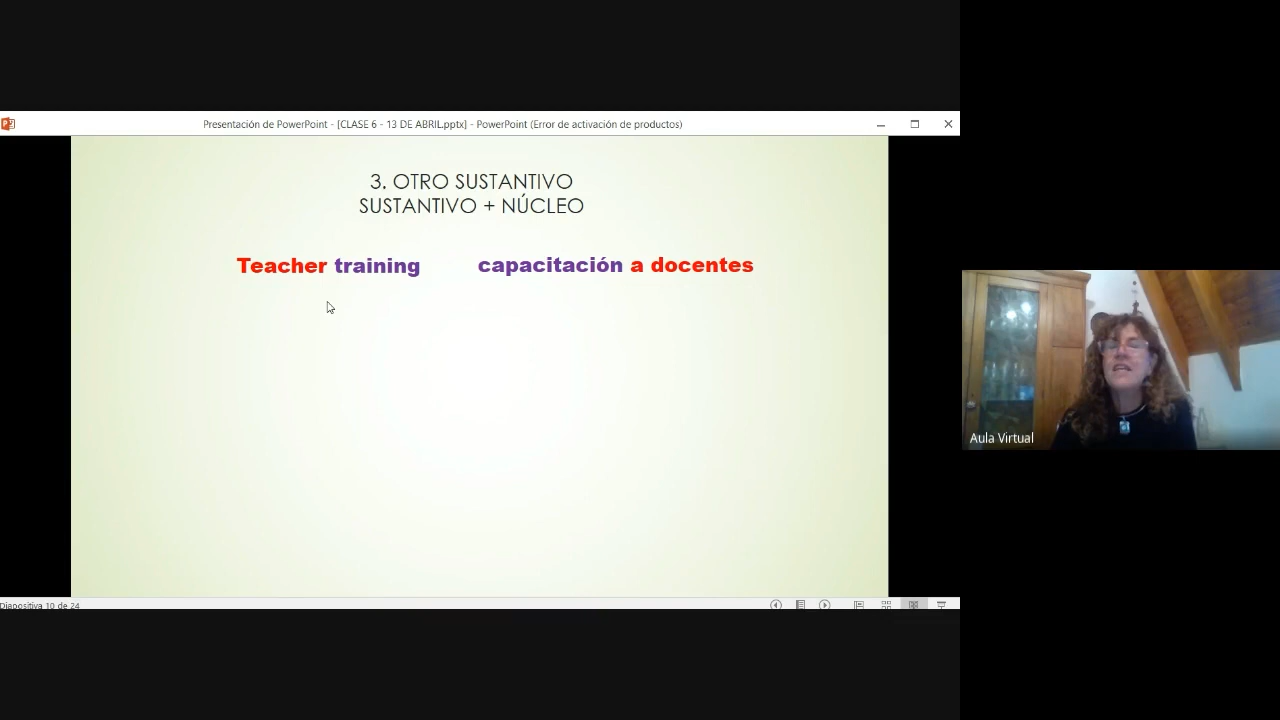 Presentación de PowerPoint - [CLASE 6 - 13 DE ABRIL.pptx] - PowerPoint (Error de activación de productos)
3. OTRO SUSTANTIVO
SUSTANTIVO + NÚCLEO
Teacher training capacitación a docentes
Aula Virtual
Diapositiva 10 de 24